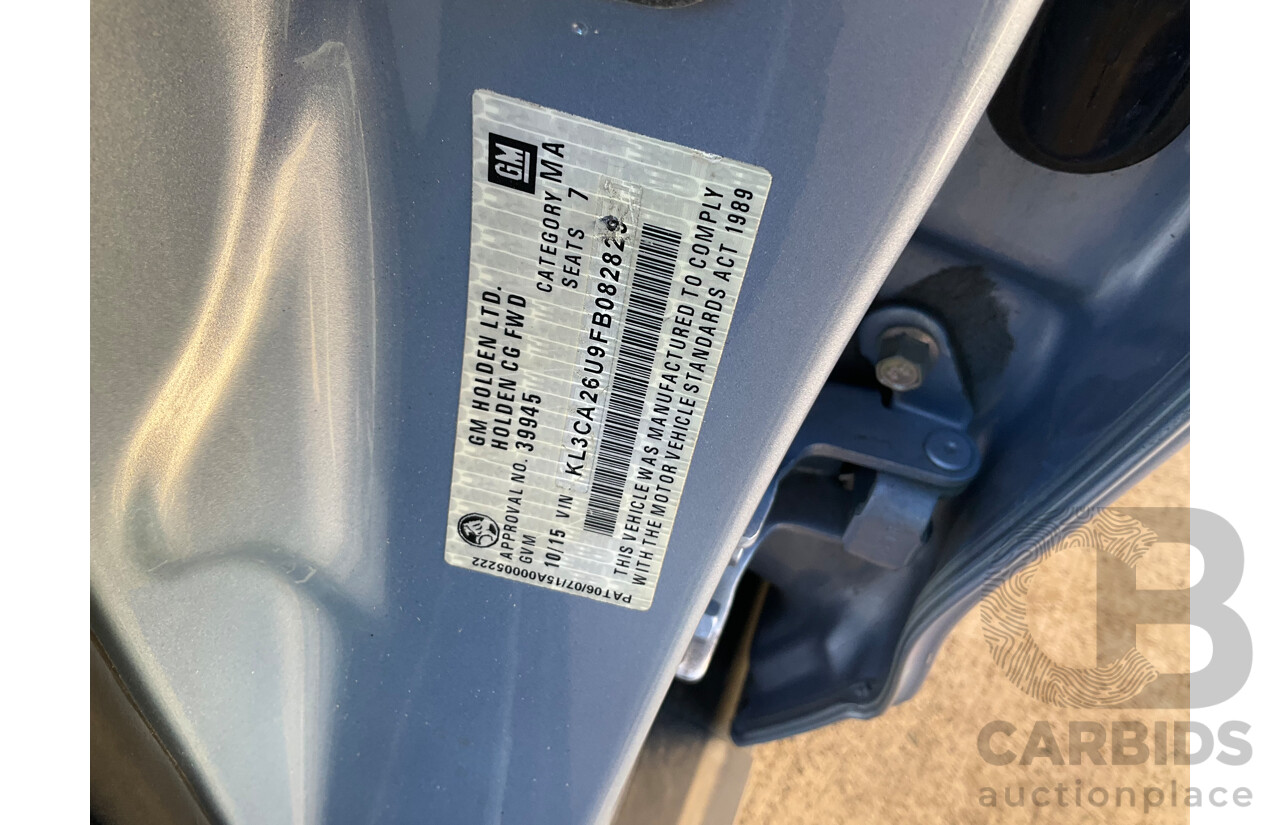 GM
GM HOLDEN LTD.
HOLDEN CG FWD
APPROVAL NO. 39945
CATEGORY MA
GVM
SEATS 7
10/15 VIN
THIS VEHICLE WAS MANUFACTURED TO COMPLY
WITH THE MOTOR VEHICLE STANDARDS ACT 1989
PAT06/07/15A00005222
CB
CARBIDS
auctionplace